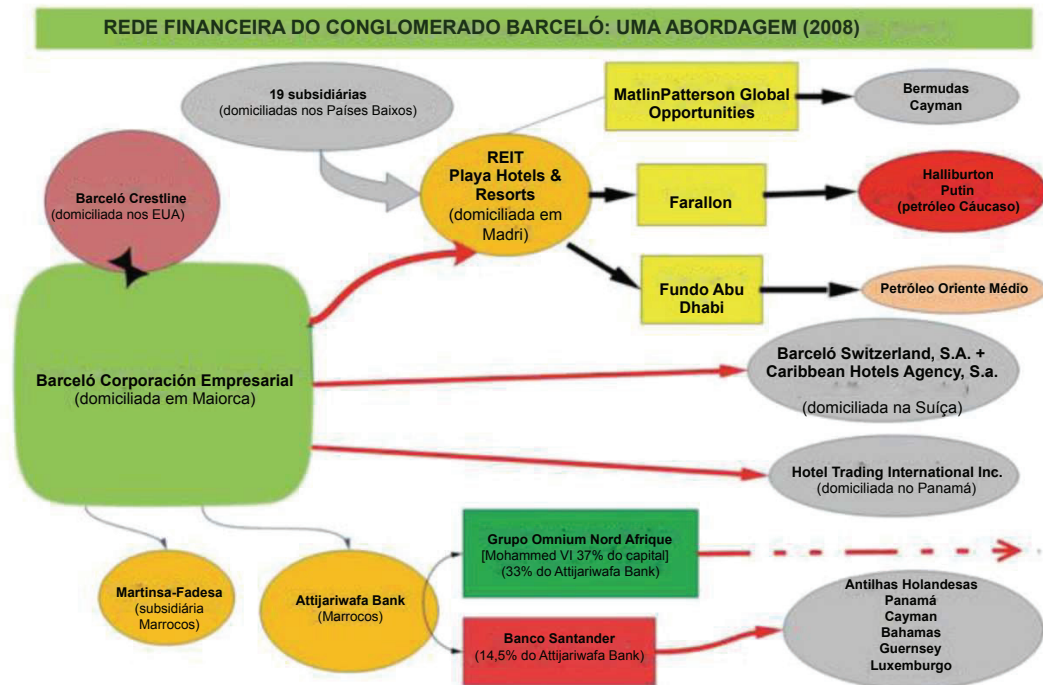 REDE FINANCEIRA DO CONGLOMERADO BARCELÓ: UMA ABORDAGEM (2008)
19 subsidiárias
(domiciliadas nos Países Baixos)
MatlinPatterson Global
Opportunities
Bermudas
Cayman
REIT
Playa Hotels &
Resorts
(domiciliada em
Madri)
Barceló Crestline
(domiciliada nos EUA)
Farallon
Halliburton
Putin
(petróleo Cáucaso)
Fundo Abu
Dhabi
Petróleo Oriente Médio
Barceló Corporación Empresarial
(domiciliada em Maiorca)
Barceló Switzerland, S.A. +
Caribbean Hotels Agency, S.a.
(domiciliada na Suíça)
Hotel Trading International Inc.
(domiciliada no Panamá)
Martinsa-Fadesa
(subsidiária
Marrocos)
Attijariwafa Bank
(Marrocos)
Grupo Omnium Nord Afrique
[Mohammed VI 37% do capital]
(33% do Attijariwafa Bank)
Banco Santander
(14,5% do Attijariwafa Bank)
Antilhas Holandesas
Panamá
Cayman
Bahamas
Guernsey
Luxemburgo